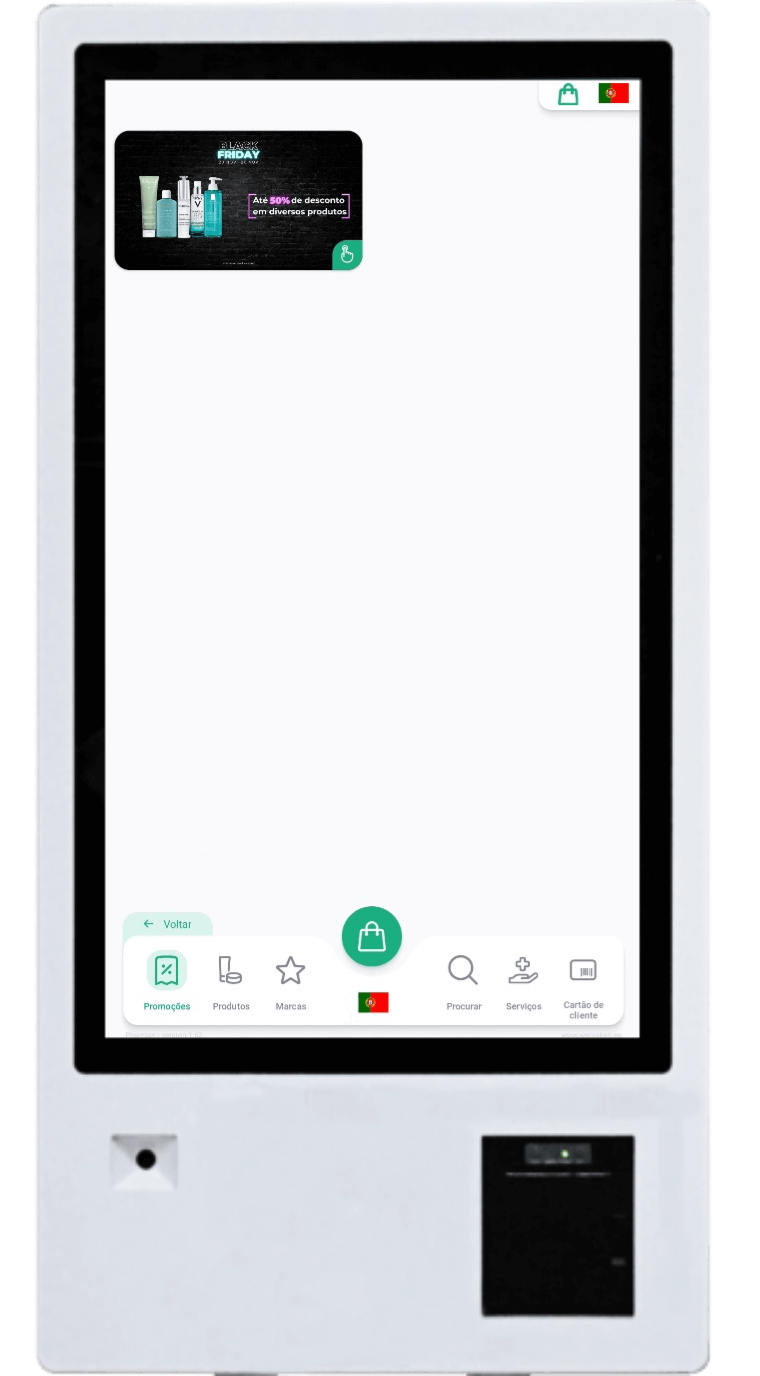 BLACK
FRIDAY
Até 50% de desconto
em diversos produtos
V
Voltar
Promoções
Produtos
Marcas
Procurar
Serviços
Cartão de
cliente